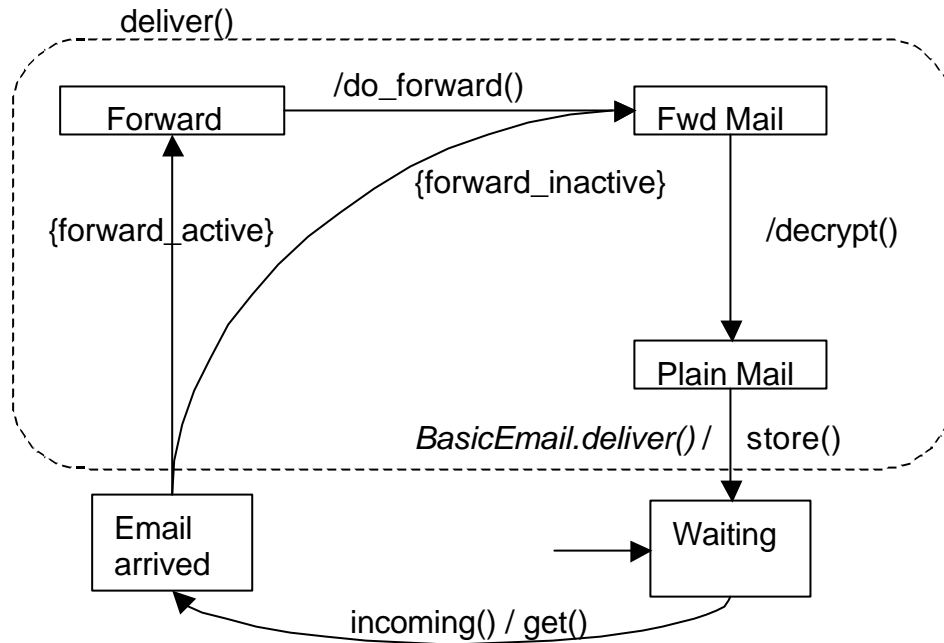 deliver()
/do_forward()
Forward
Fwd Mail
{forward_inactive}
{forward_active}
/decrypt()
Plain Mail
BasicEmail.deliver() / store()
Email
arrived
Waiting
incoming() / get()